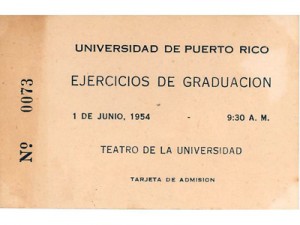 UNIVERSIDAD DE PUERTO RICO
EJERCICIOS DE GRADUACION
1 DE JUNIO, 1954 - 9:30 A. M.
TEATRO DE LA UNIVERSIDAD
TARJETA DE ADMISION
Nº 0073